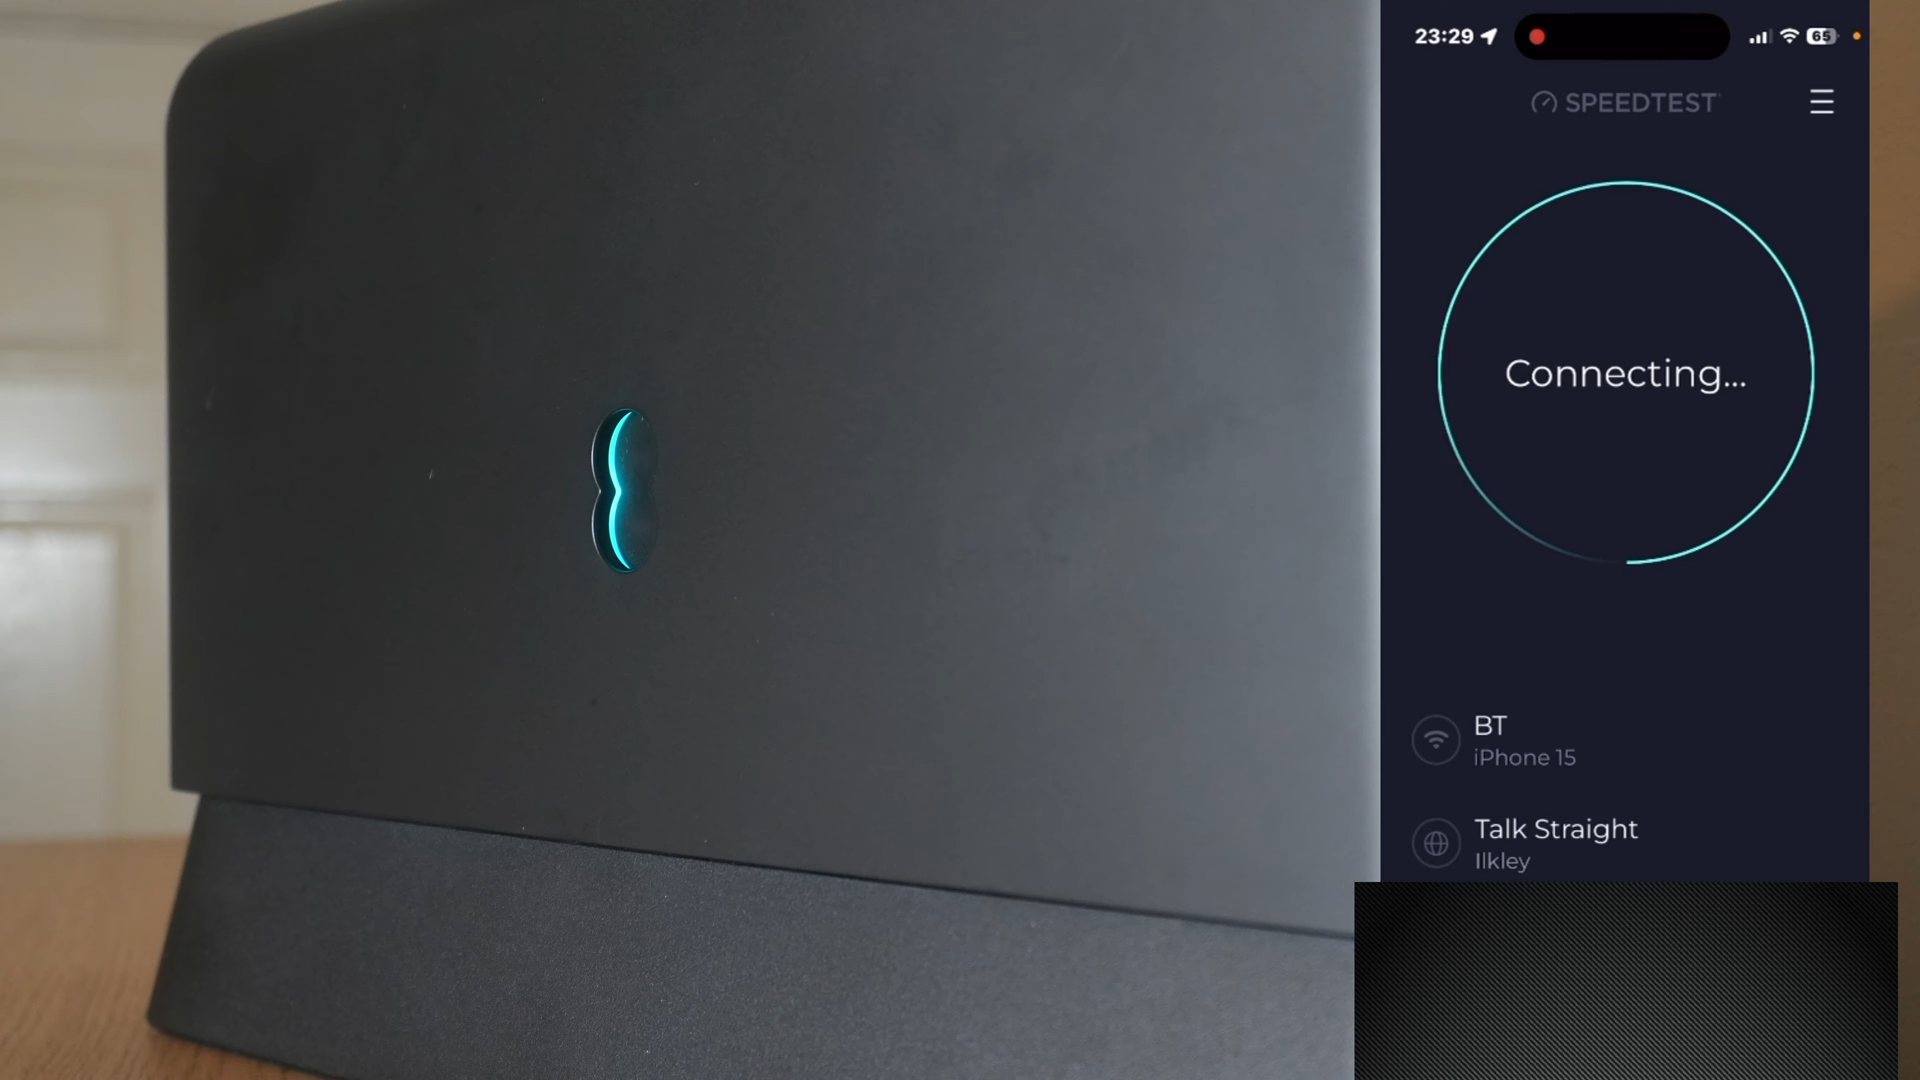 23:29
65
SPEEDTEST
Connecting...
BT
iPhone 15
Talk Straight
Ilkley